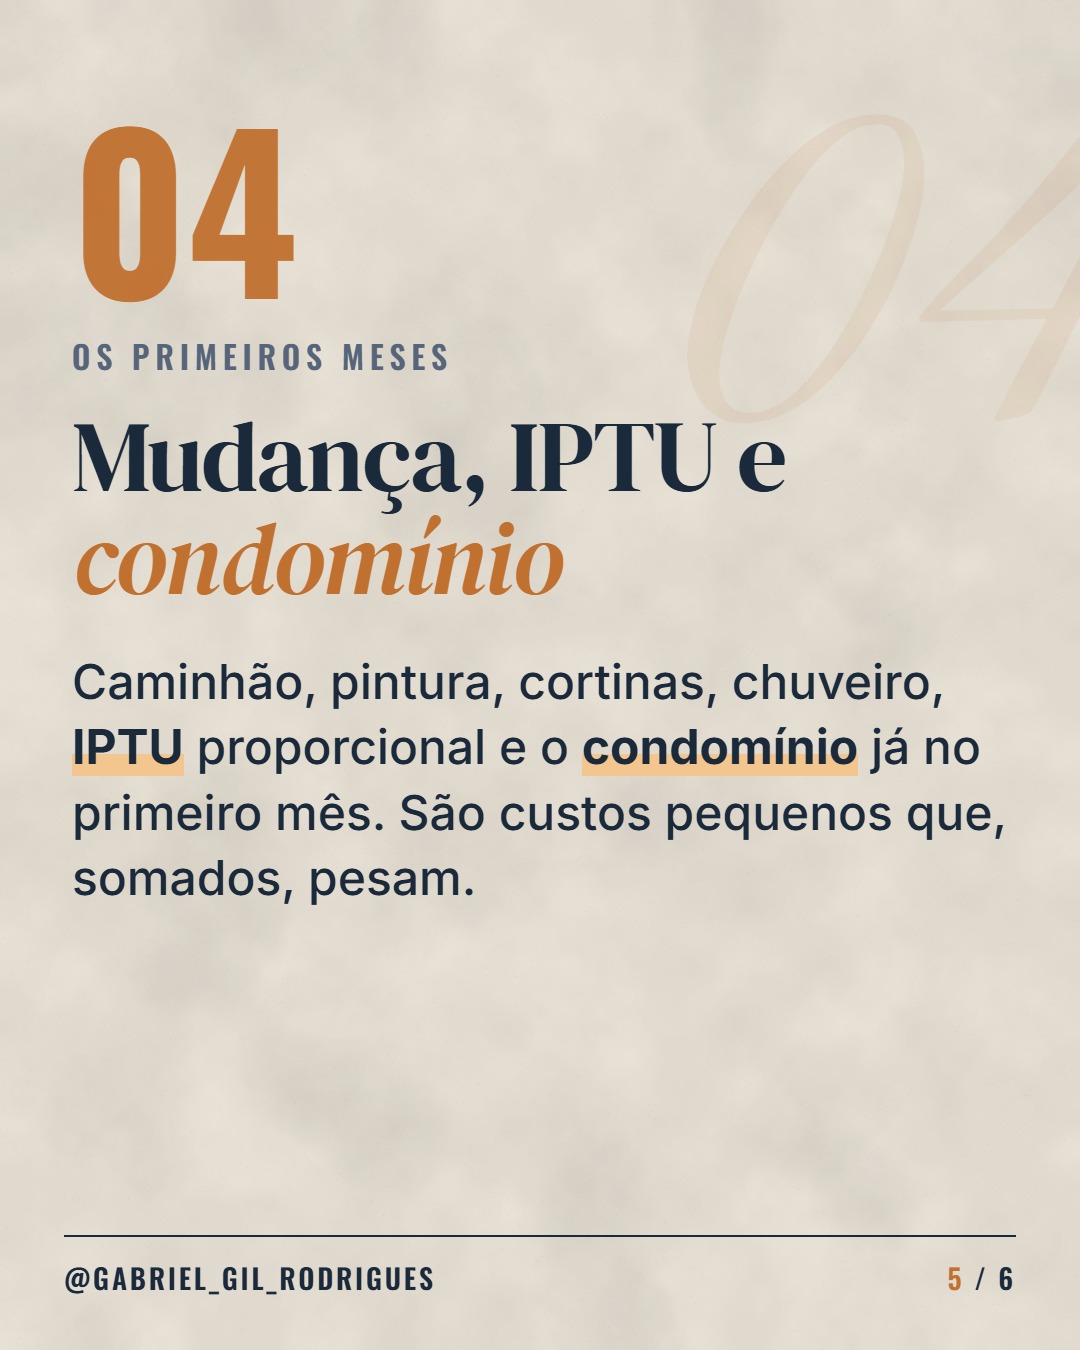 04
04
OS PRIMEIROS MESES
Mudança, IPTU e
condomínio
Caminhão, pintura, cortinas, chuveiro,
IPTU proporcional e o condomínio já no
primeiro mês. São custos pequenos que,
somados, pesam.
@GABRIEL_GIL_RODRIGUES
5 / 6